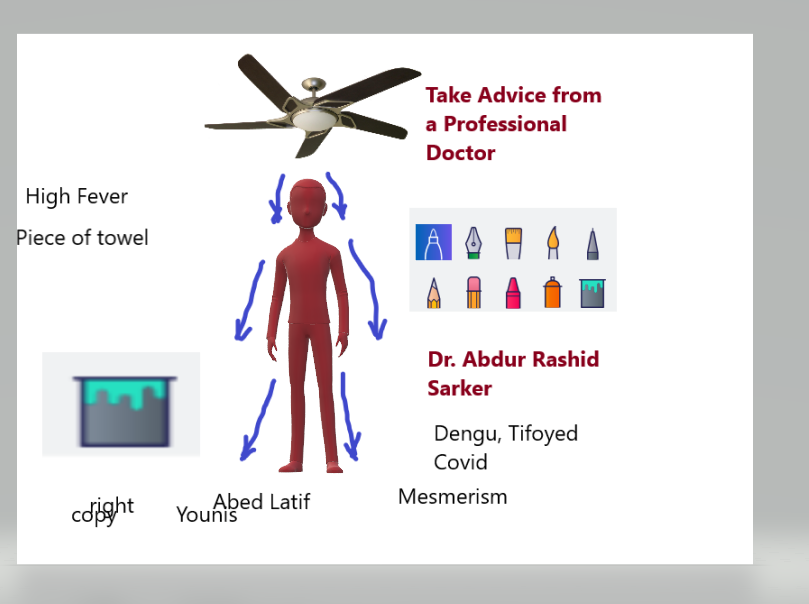 Take Advice from
a Professional
Doctor
High Fever
Piece of towel
Dr. Abdur Rashid
Sarker
Dengu, Tifoyed
Covid
Mesmerism
Abed Latif
right
copy
Younis